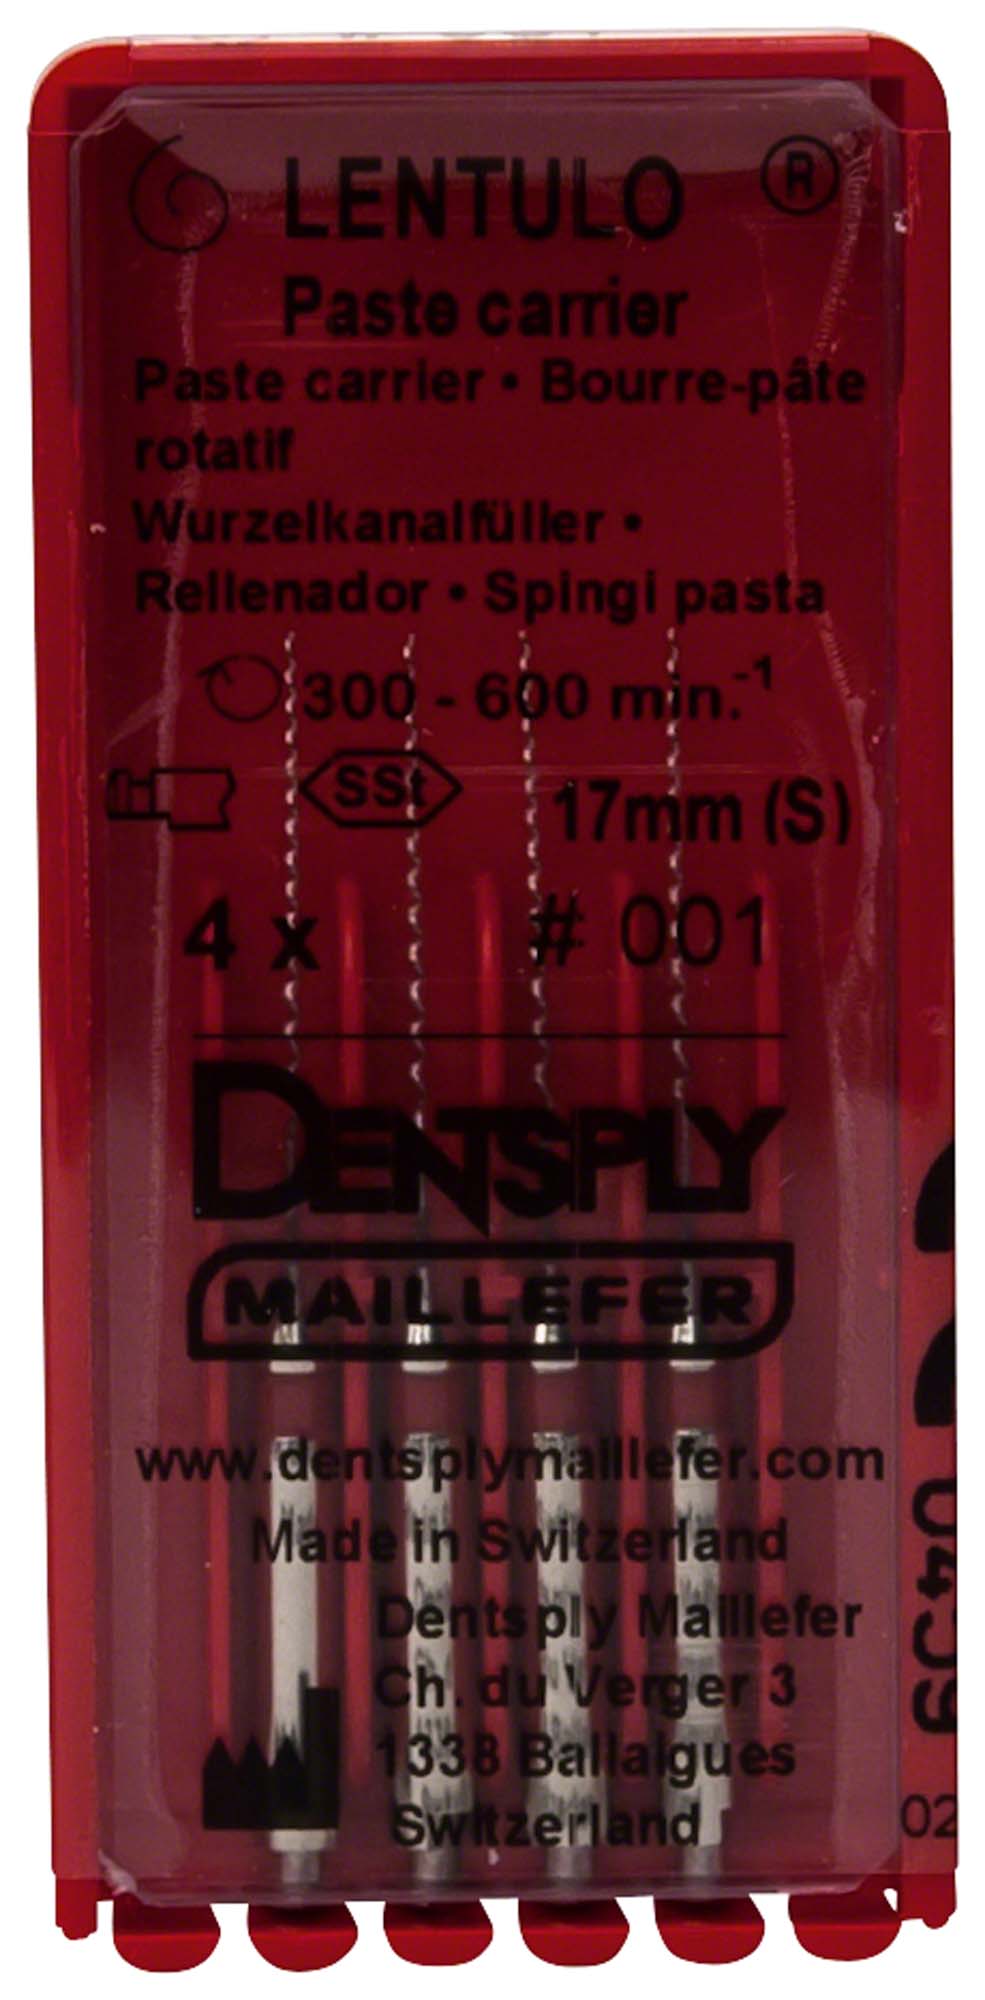 LENTULO ®
Paste carrier
Paste carrier • Bourre-pâte
rotatif
Wurzelkanalfüller •
Rellenador • Spingi pasta
300 - 600 min.⁻¹
SSt 17mm (S)
4 x # 001
DENTSPLY
MAILLEFER
www.dentsplymaillefer.com
Made in Switzerland
Dentsply Maillefer
Ch. du Verger 3
1338 Ballaigues
Switzerland
02